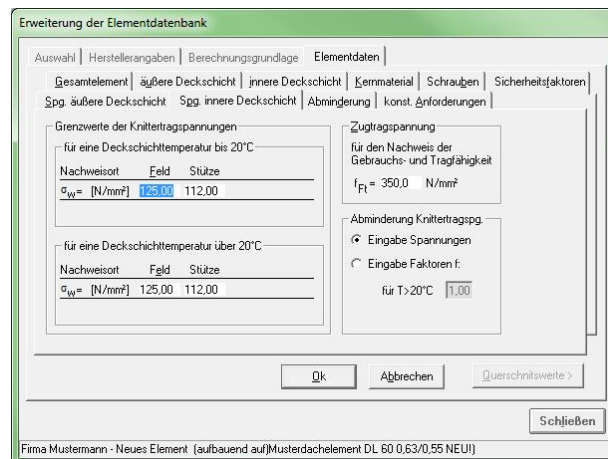 Erweiterung der Elementdatenbank
Auswahl Herstellerangaben Berechnungsgrundlage Elementdaten
Gesamtelement äußere Deckschicht innere Deckschicht Kernmaterial Schrauben Sicherheitsfaktoren
Spg. äußere Deckschicht Spg. innere Deckschicht Abminderung konst. Anforderungen
Grenzwerte der Knittertragspannungen
für eine Deckschichttemperatur bis 20°C
Nachweisort Feld Stütze
σw= [N/mm²] 125,00 112,00
für eine Deckschichttemperatur über 20°C
Nachweisort Feld Stütze
σw= [N/mm²] 125,00 112,00
Zugtragspannung
für den Nachweis der
Gebrauchs- und Tragfähigkeit
fFt = 350,0 N/mm²
Abminderung Knittertragspg.
Eingabe Spannungen
Eingabe Faktoren f:
für T>20°C 1,00
Ok Abbrechen Querschnitswerte >
Schließen
Firma Mustermann - Neues Element (aufbauend auf)Musterdachelement DL 60 0,63/0,55 NEU!)